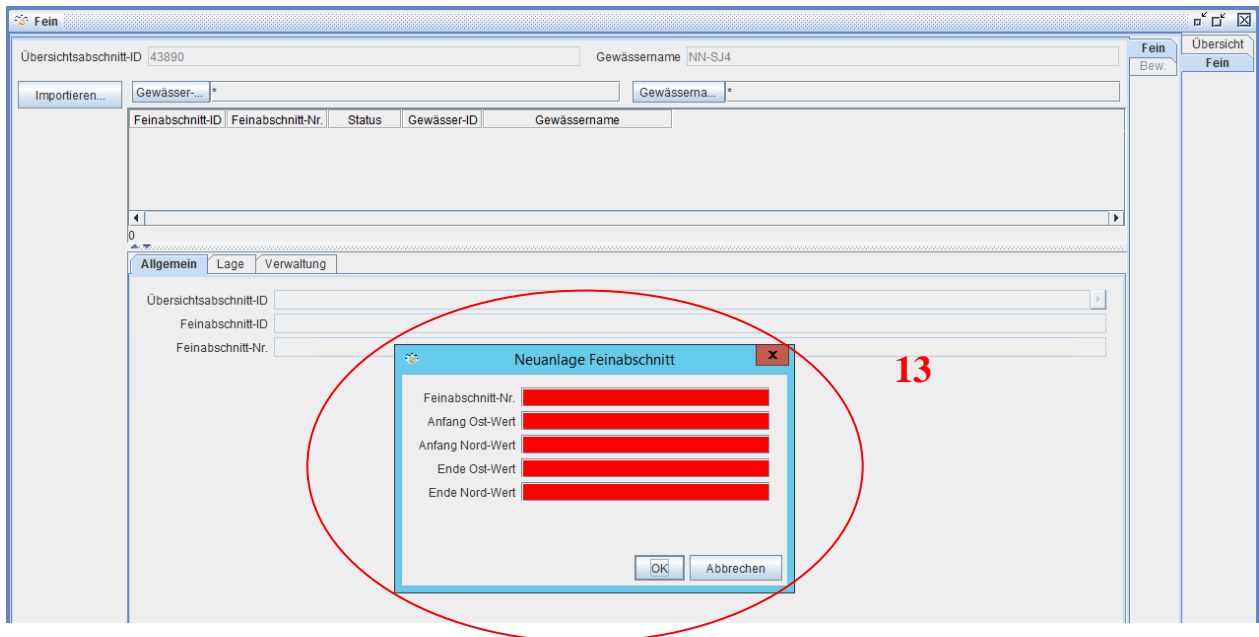 Fein
Übersichtsabschnitt-ID 43890 Gewässername NN-SJ4
Fein
Bew.
Übersicht
Fein
Importieren... Gewässer-... * Gewässerna... *
Feinabschnitt-ID Feinabschnitt-Nr. Status Gewässer-ID Gewässername
0
Allgemein Lage Verwaltung
Übersichtsabschnitt-ID
Feinabschnitt-ID
Feinabschnitt-Nr.
Neuanlage Feinabschnitt x
13
Feinabschnitt-Nr.
Anfang Ost-Wert
Anfang Nord-Wert
Ende Ost-Wert
Ende Nord-Wert
OK Abbrechen